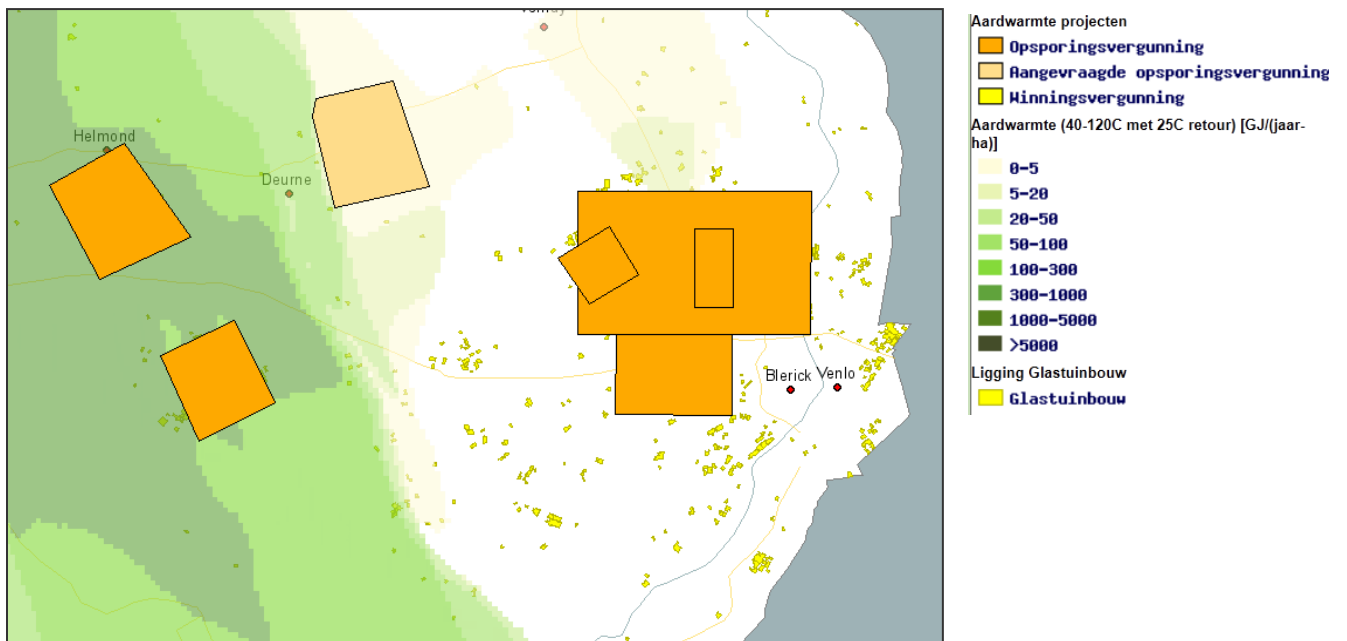 Helmond
Deurne
Blerick
Venlo
Aardwarmte projecten
Opsporingsvergunning
Aangevraagde opsporingsvergunning
Winningsvergunning
Aardwarmte (40-120C met 25C retour) [GJ/(jaar-
ha)]
0-5
5-20
20-50
50-100
100-300
300-1000
1000-5000
>5000
Ligging Glastuinbouw
Glastuinbouw